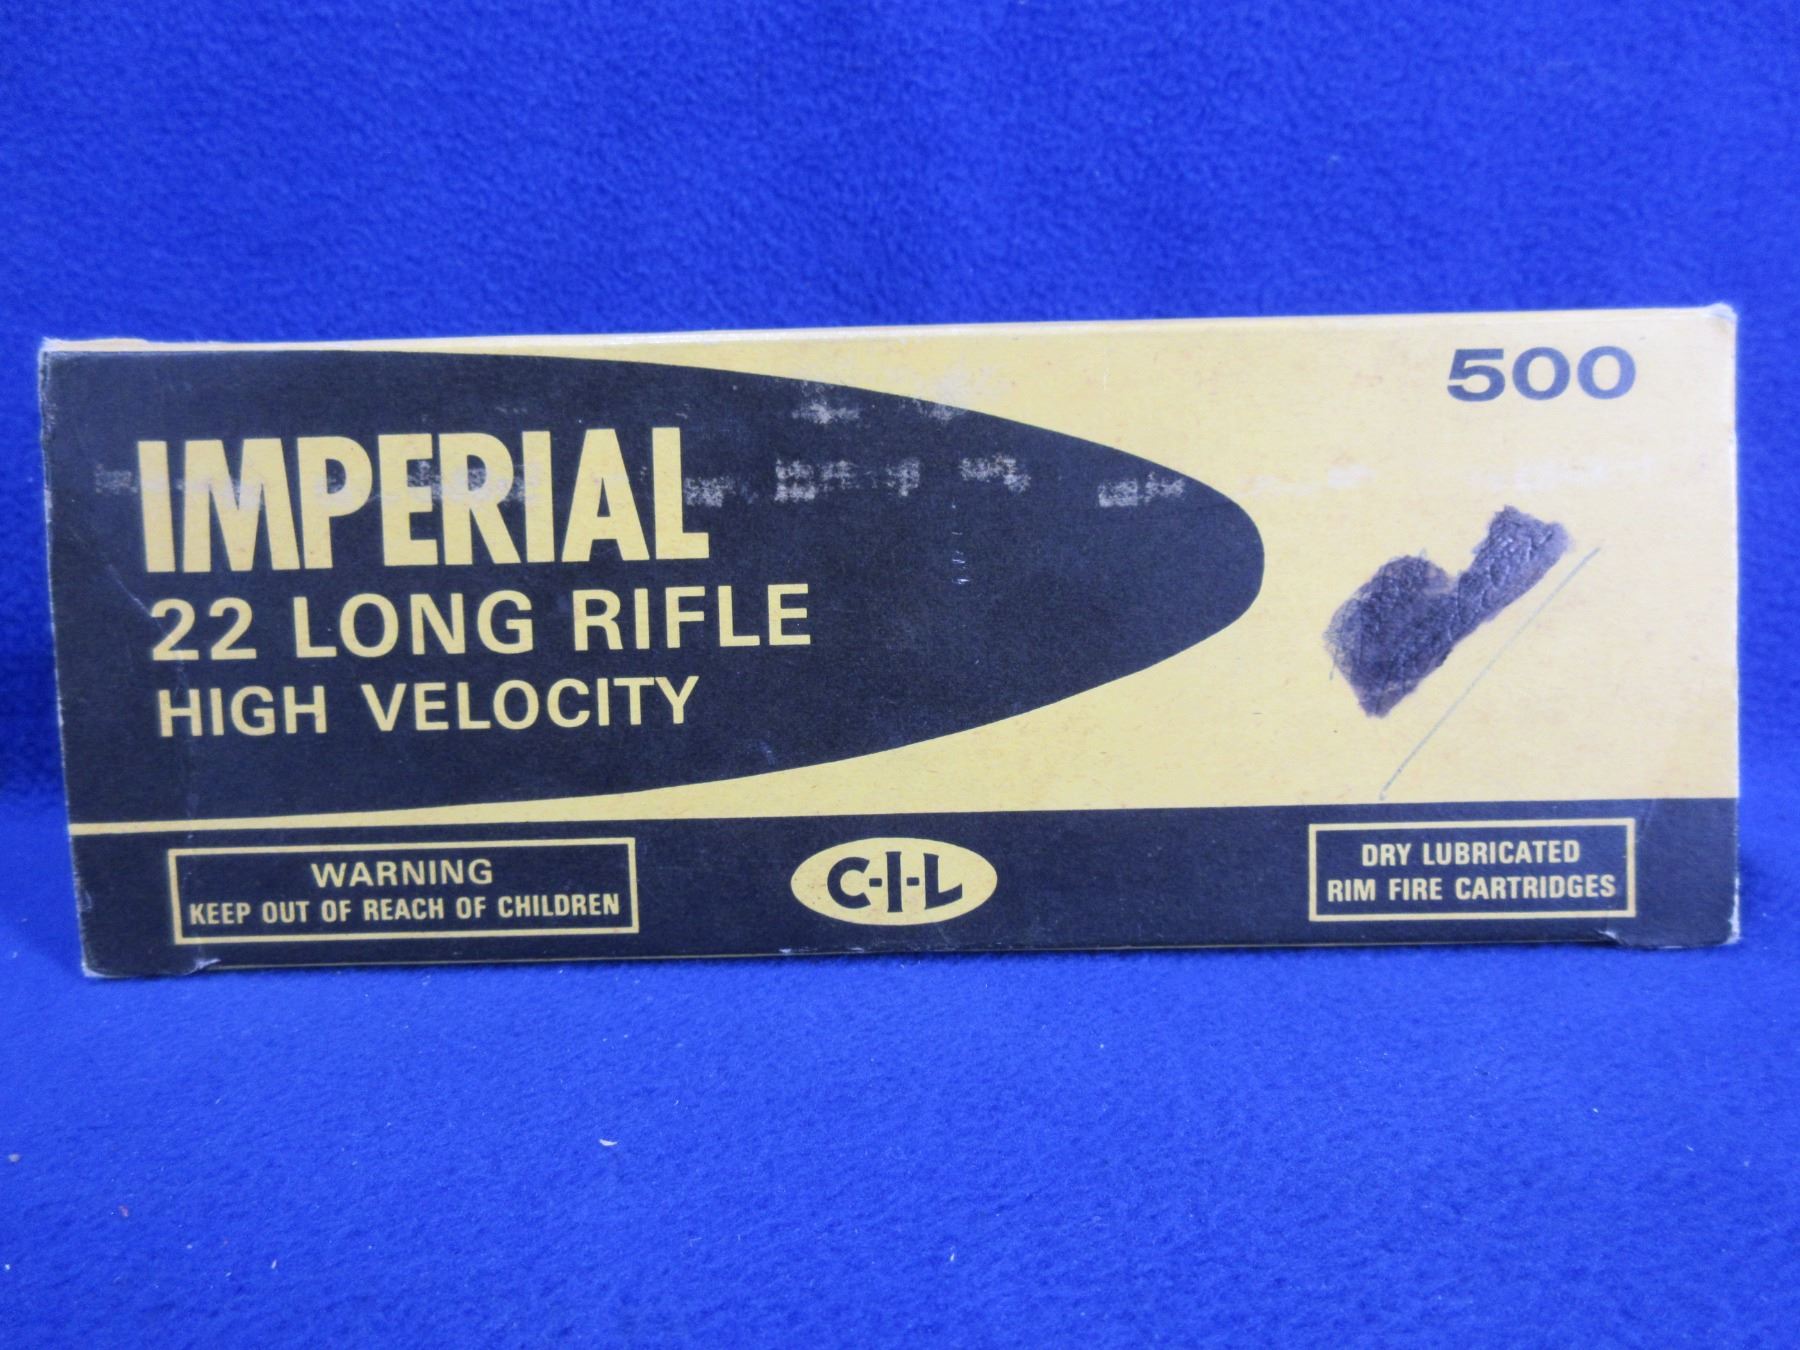 500
IMPERIAL
22 LONG RIFLE
HIGH VELOCITY
WARNING
KEEP OUT OF REACH OF CHILDREN
C-I-L
DRY LUBRICATED
RIM FIRE CARTRIDGES